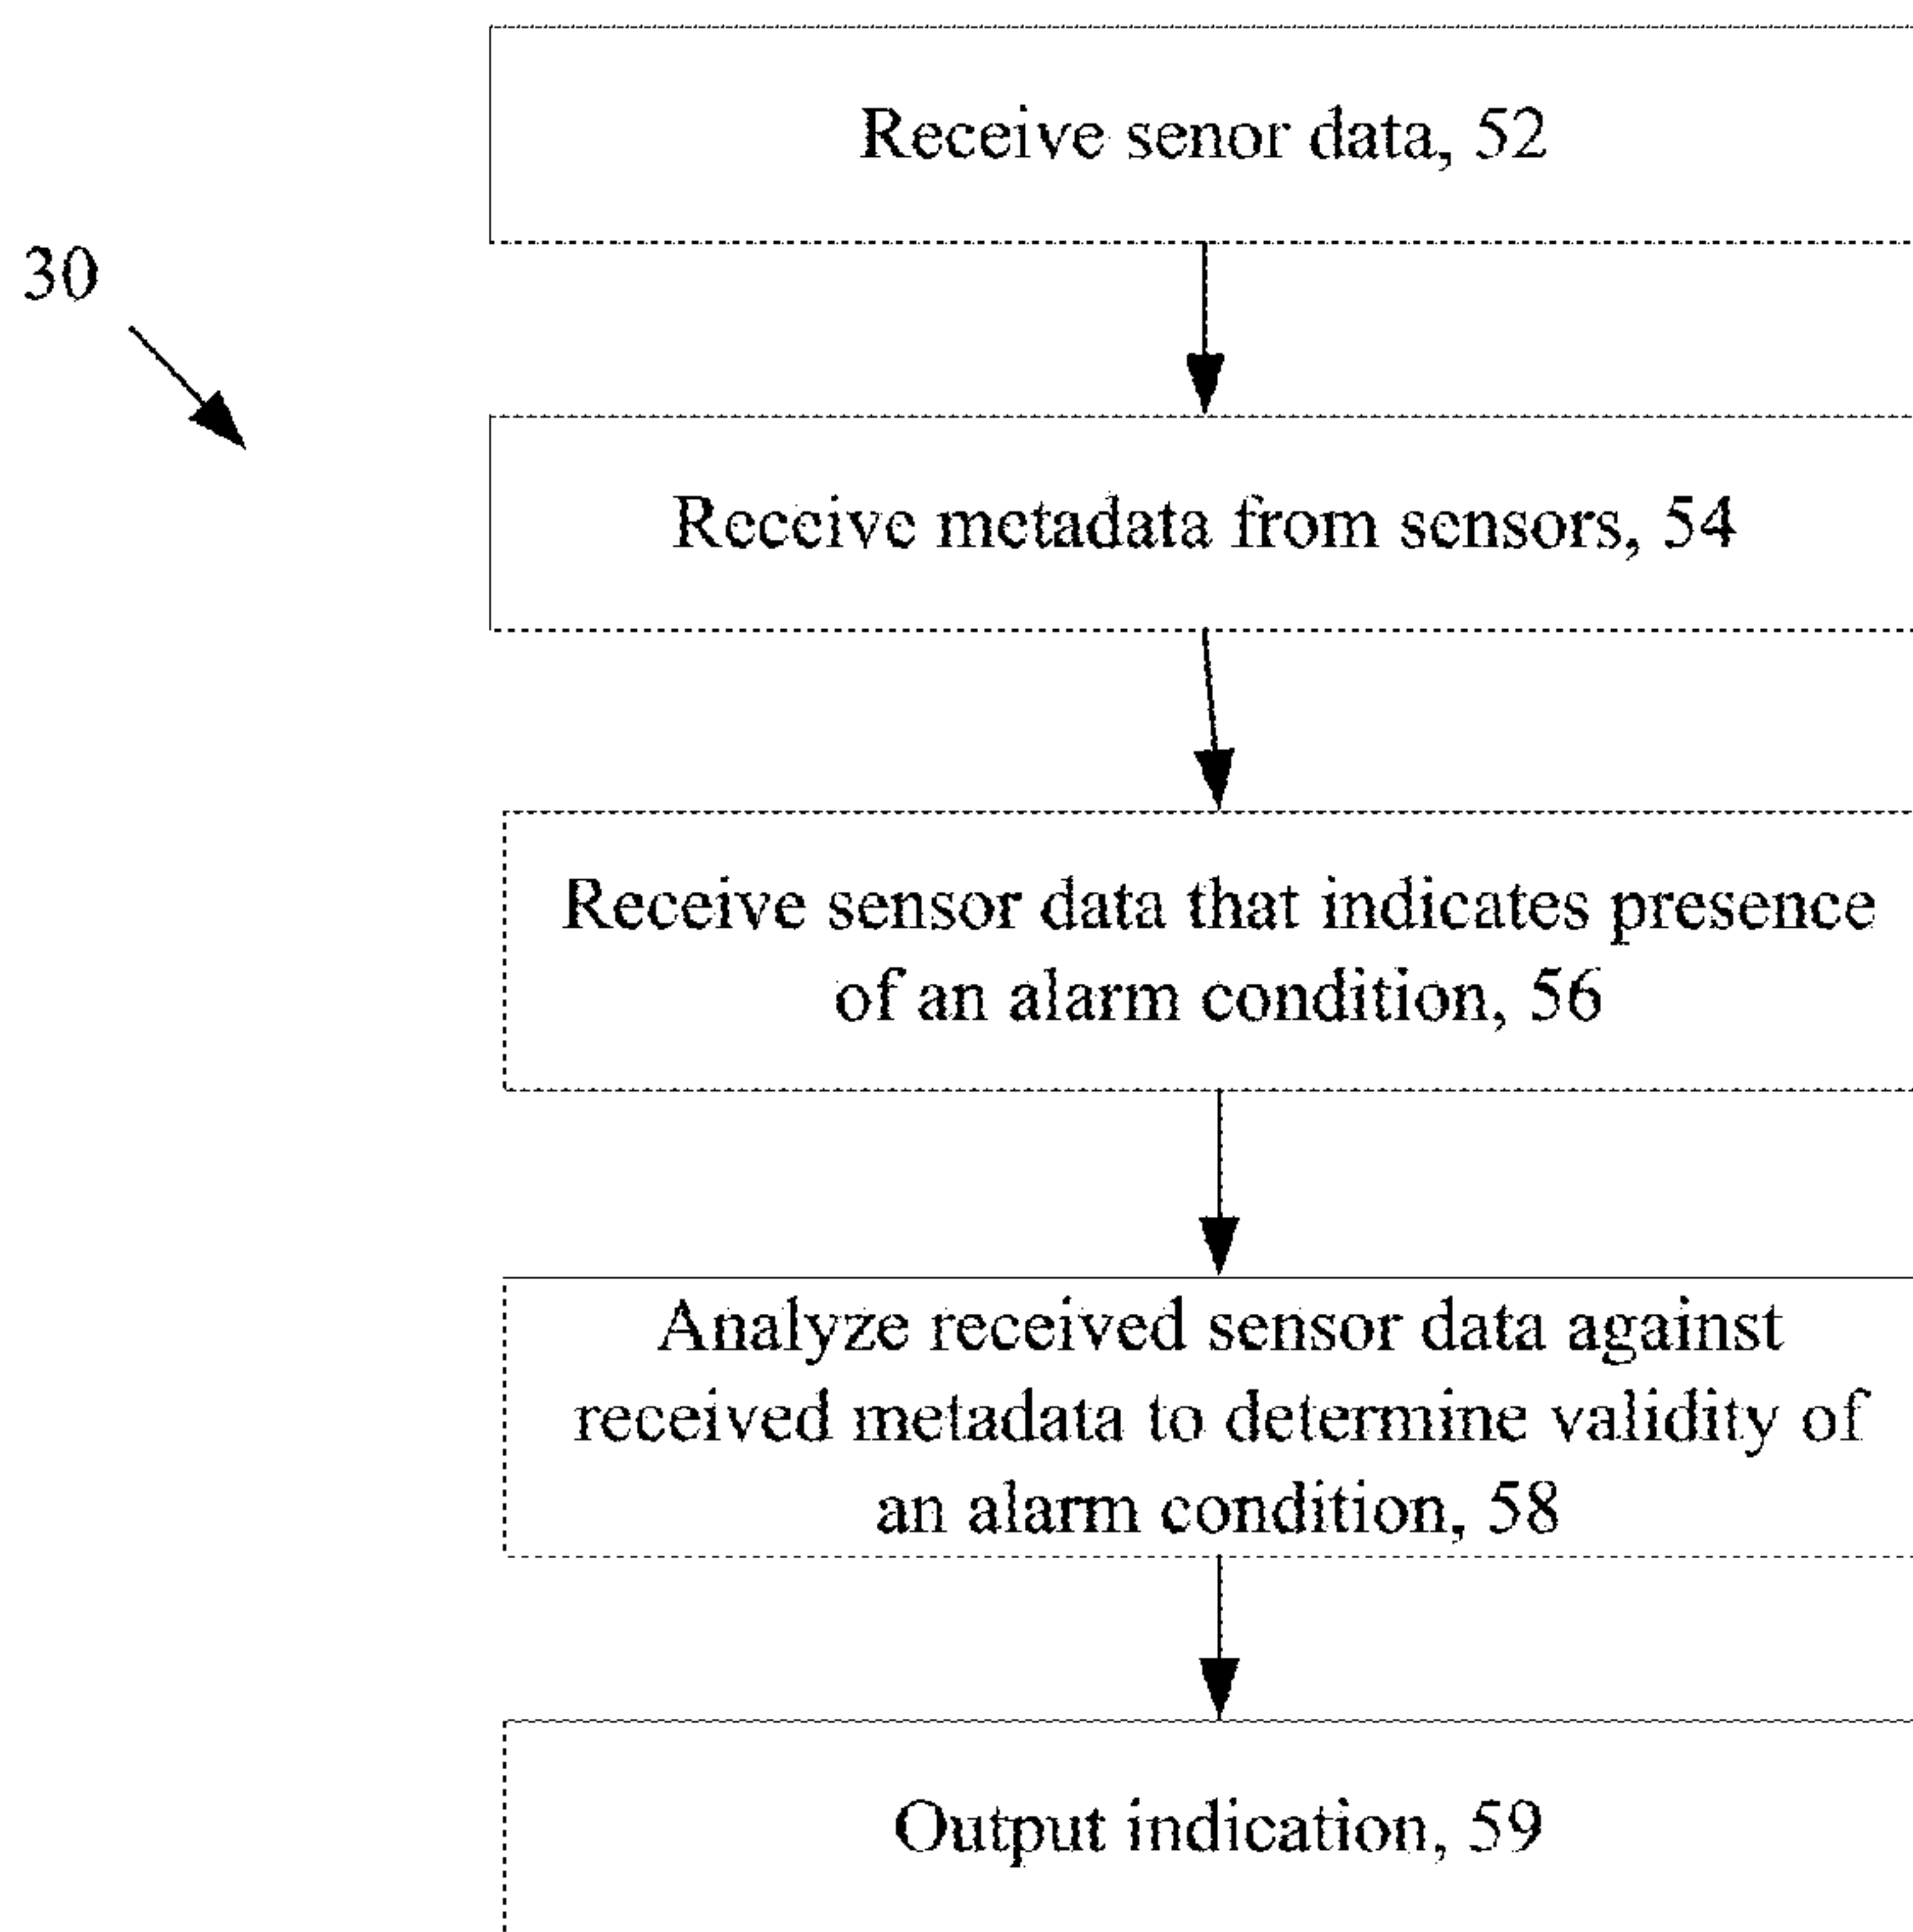 Receive senor data, 52
30
Receive metadata from sensors, 54
Receive sensor data that indicates presence
of an alarm condition, 56
Analyze received sensor data against
received metadata to determine validity of
an alarm condition, 58
Output indication, 59